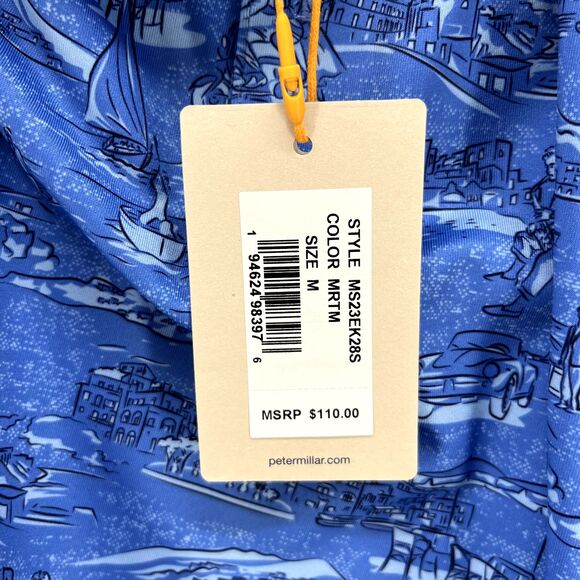 STYLE MS23EK28S
COLOR MRTM
SIZE M
1 94624 98397 6
MSRP $110.00
petermillar.com